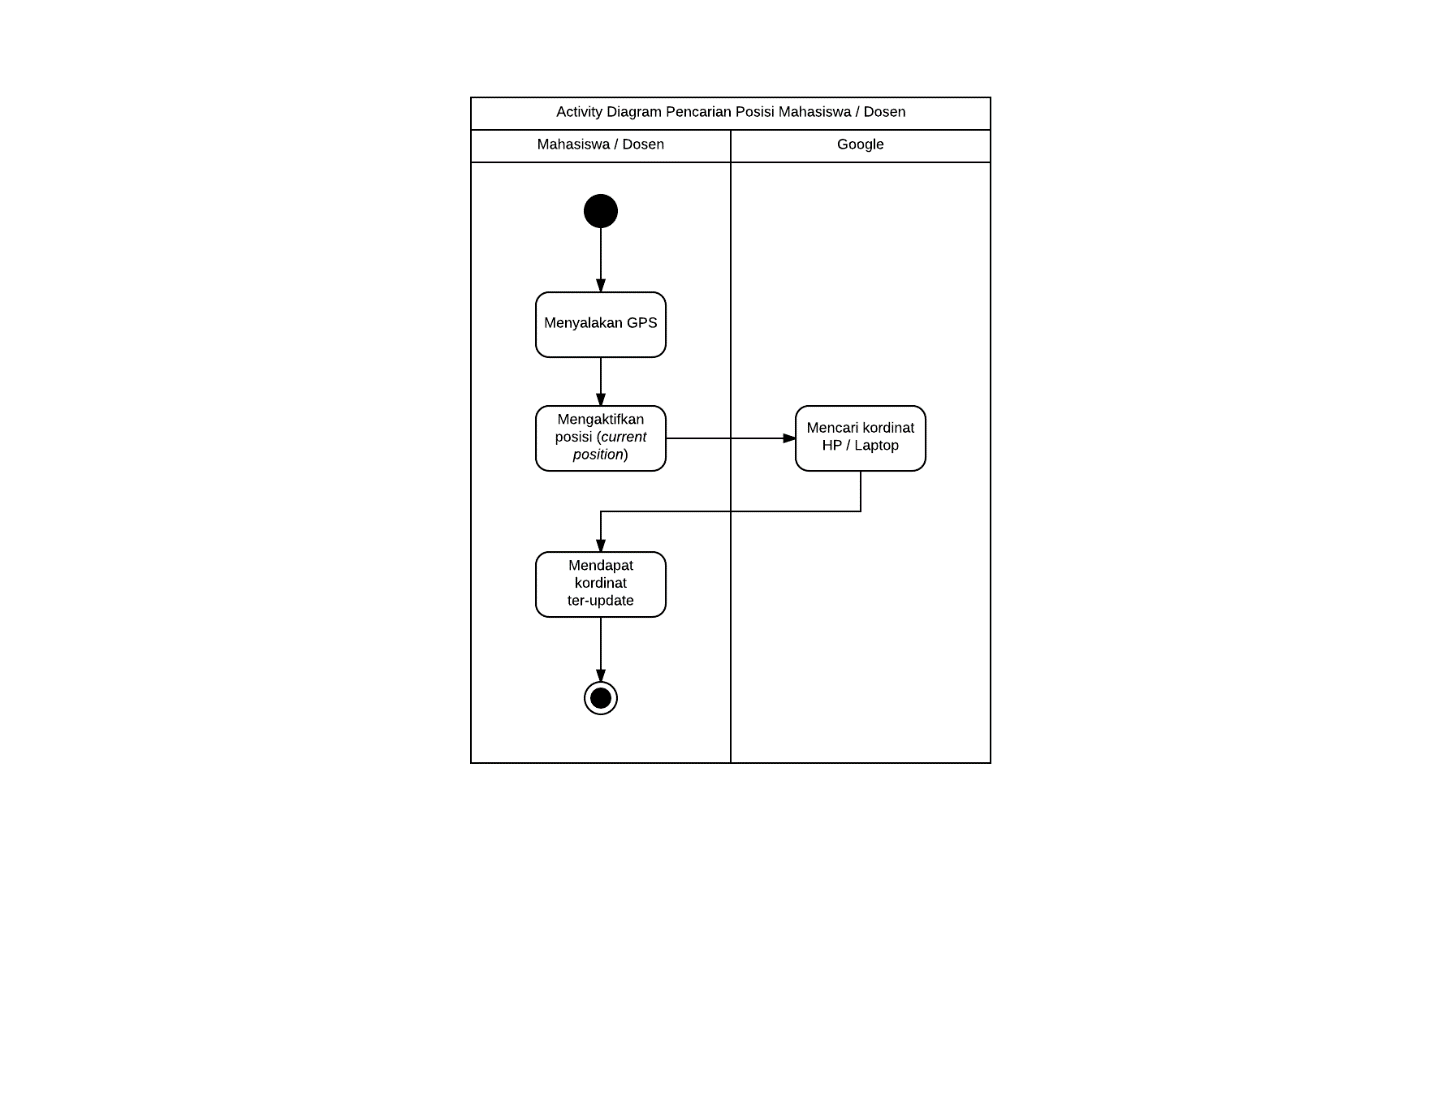 Activity Diagram Pencarian Posisi Mahasiswa / Dosen
Mahasiswa / Dosen
Google
Menyalakan GPS
Mengaktifkan
posisi (current
position)
Mencari kordinat
HP / Laptop
Mendapat
kordinat
ter-update